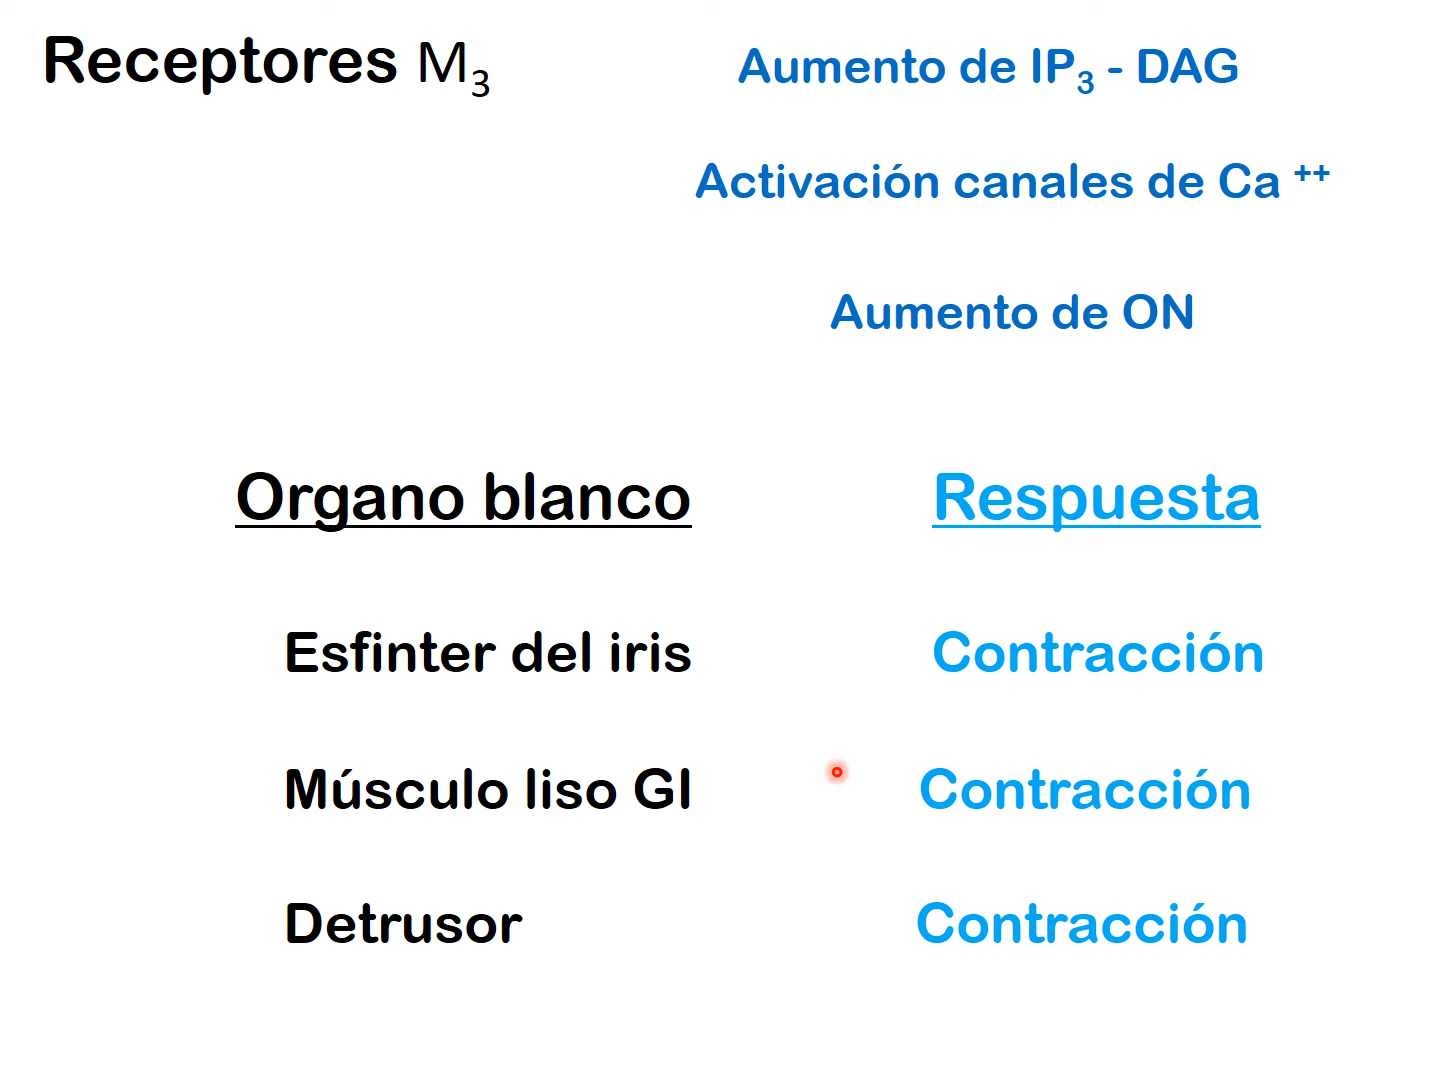 Receptores M₃
Aumento de IP₃ - DAG
Activación canales de Ca ⁺⁺
Aumento de ON
Organo blanco Respuesta
Esfinter del iris Contracción
Músculo liso GI Contracción
Detrusor Contracción